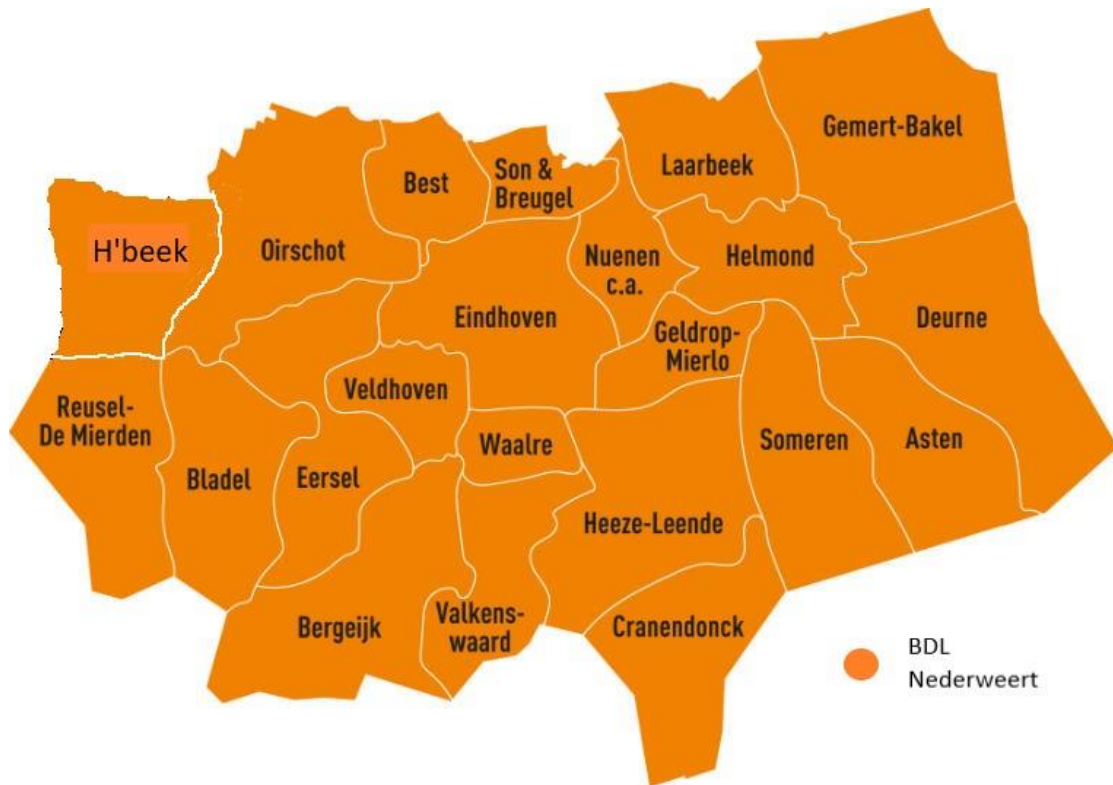 Gemert-Bakel
Laarbeek
Best
Son &
Breugel
H'beek
Oirschot
Nuenen
c.a.
Helmond
Eindhoven
Deurne
Geldrop-
Mierlo
Veldhoven
Reusel-
De Mierden
Waalre
Someren
Asten
Bladel
Eersel
Heeze-Leende
Bergeijk
Valkens-
waard
Cranendonck
BDL
Nederweert